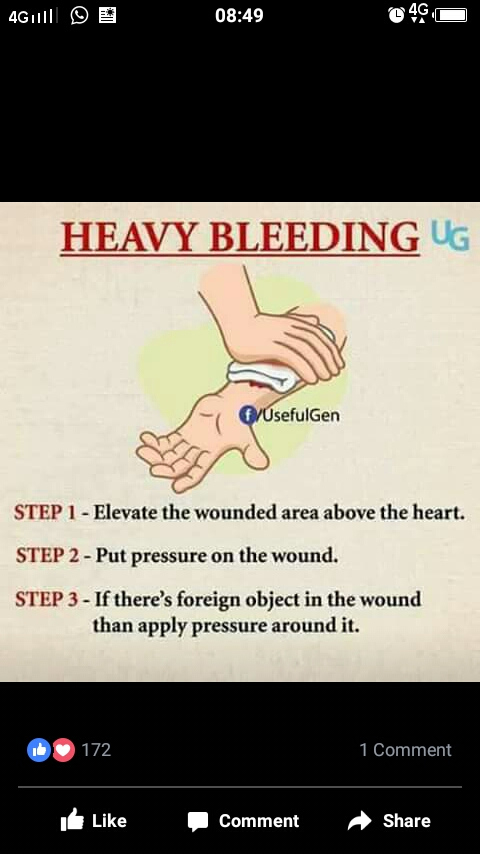 4G 08:49 4G
HEAVY BLEEDING UG
f/UsefulGen
STEP 1 - Elevate the wounded area above the heart.
STEP 2 - Put pressure on the wound.
STEP 3 - If there's foreign object in the wound
than apply pressure around it.
172 1 Comment
Like Comment Share